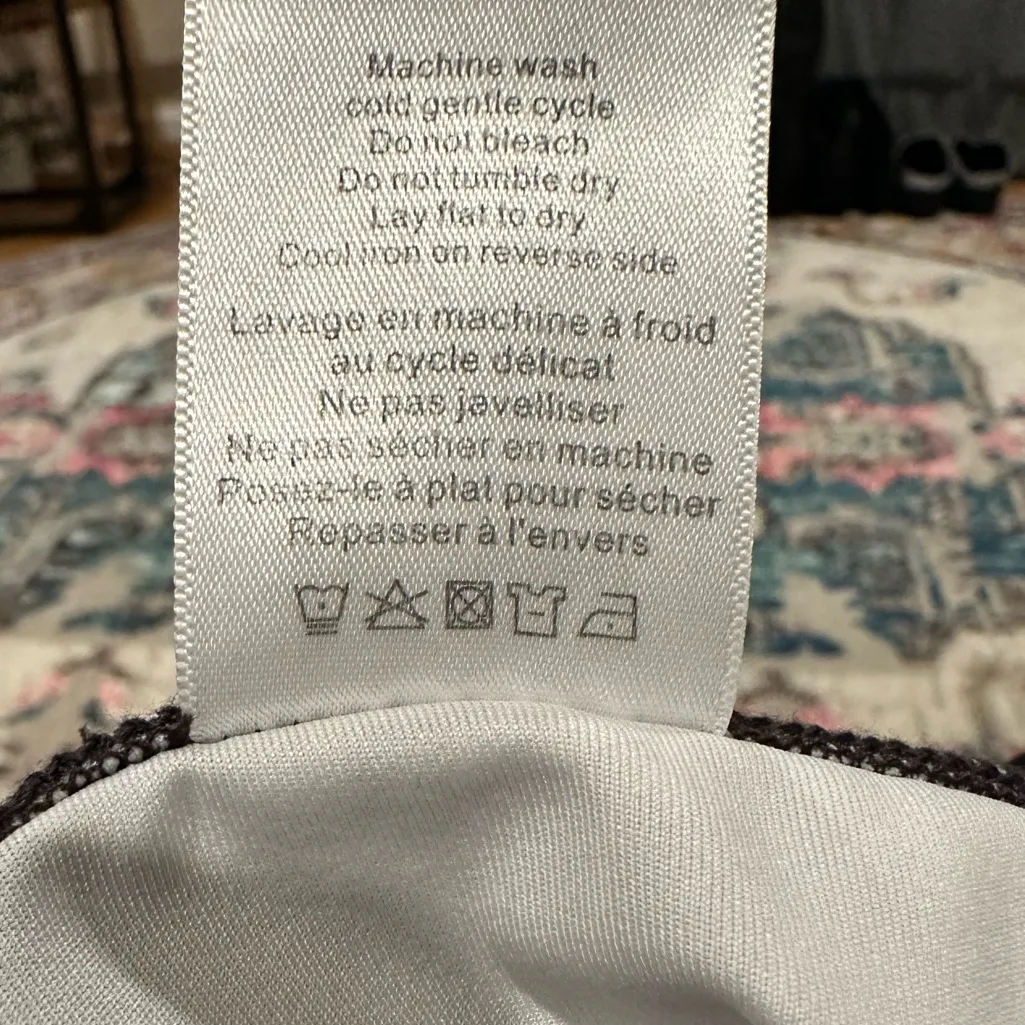 Machine wash
cold gentle cycle
Do not bleach
Do not tumble dry
Lay flat to dry
Cool iron on reverse side
Lavage en machine à froid
au cycle délicat
Ne pas javelliser
Ne pas sécher en machine
Posez-le à plat pour sécher
Repasser à l'envers